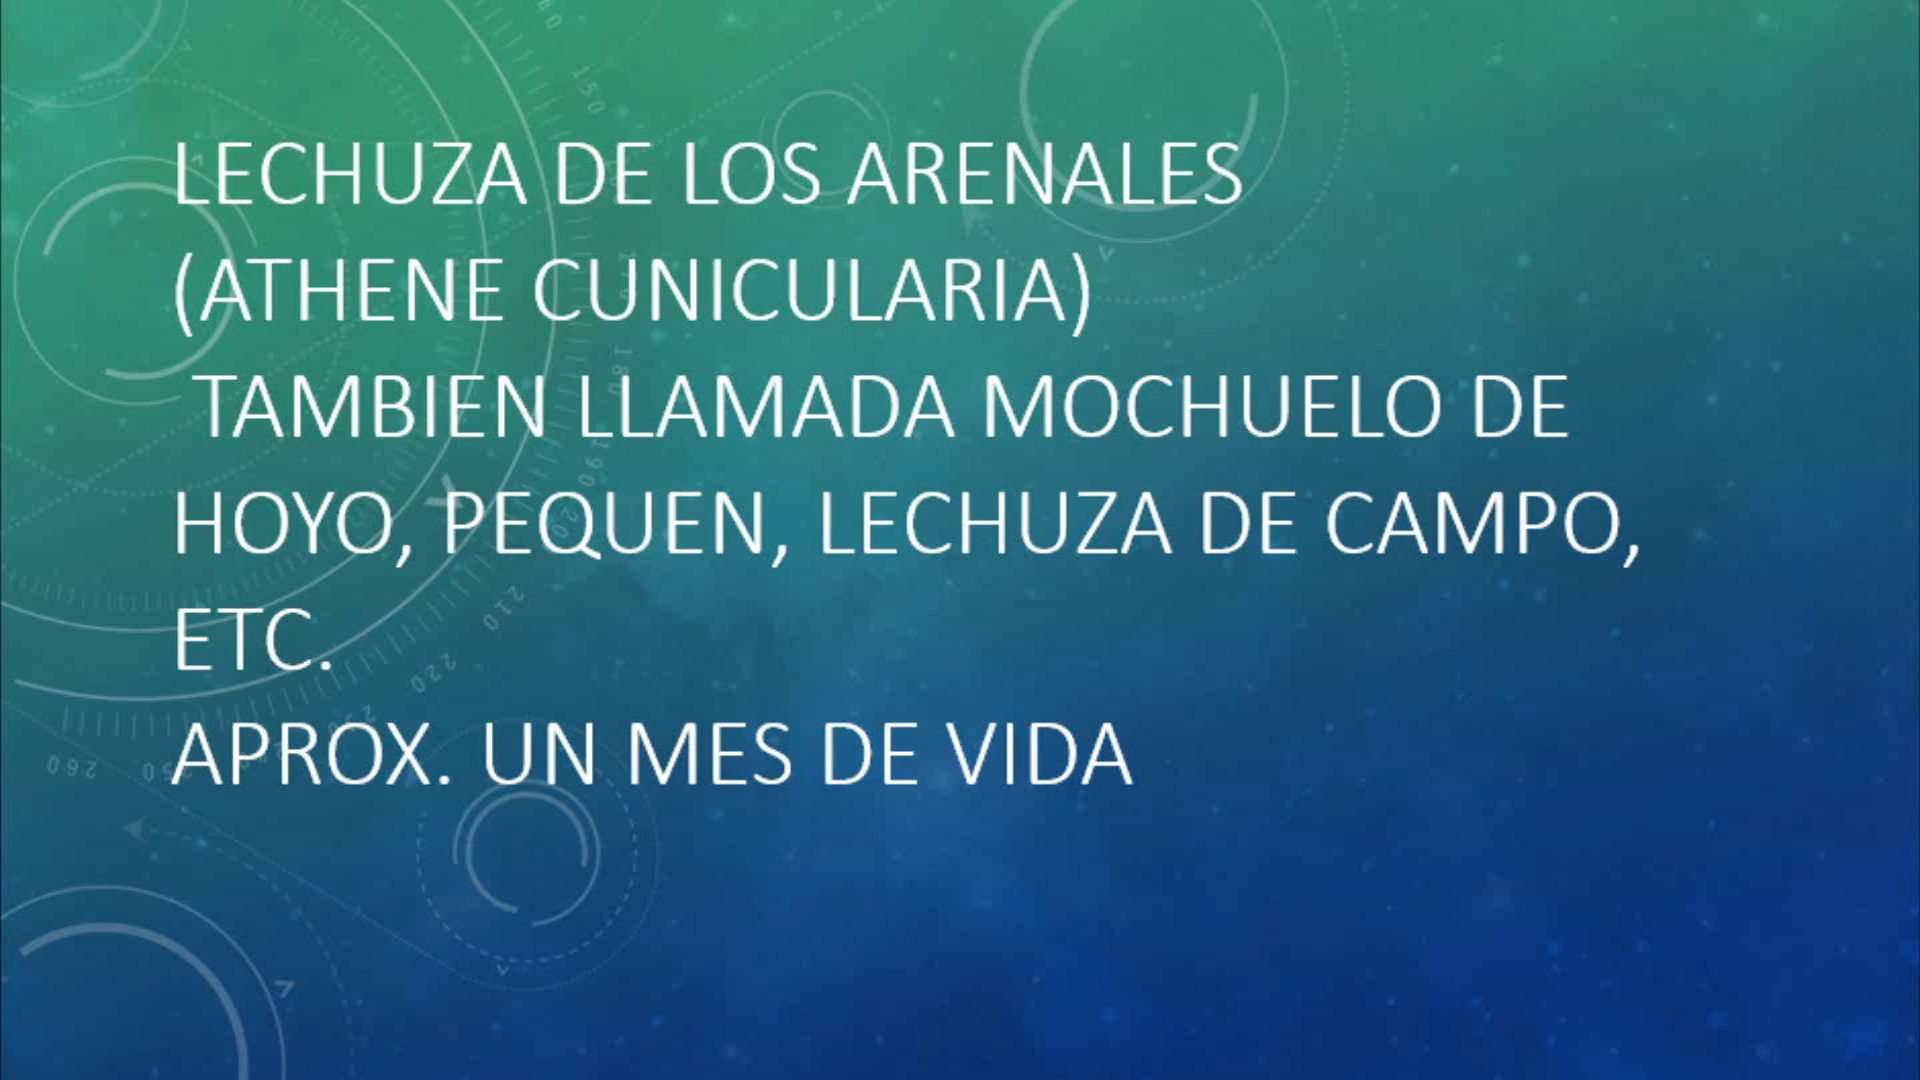 LECHUZA DE LOS ARENALES
(ATHENE CUNICULARIA)
TAMBIEN LLAMADA MOCHUELO DE
HOYO, PEQUEN, LECHUZA DE CAMPO,
ETC.
APROX. UN MES DE VIDA